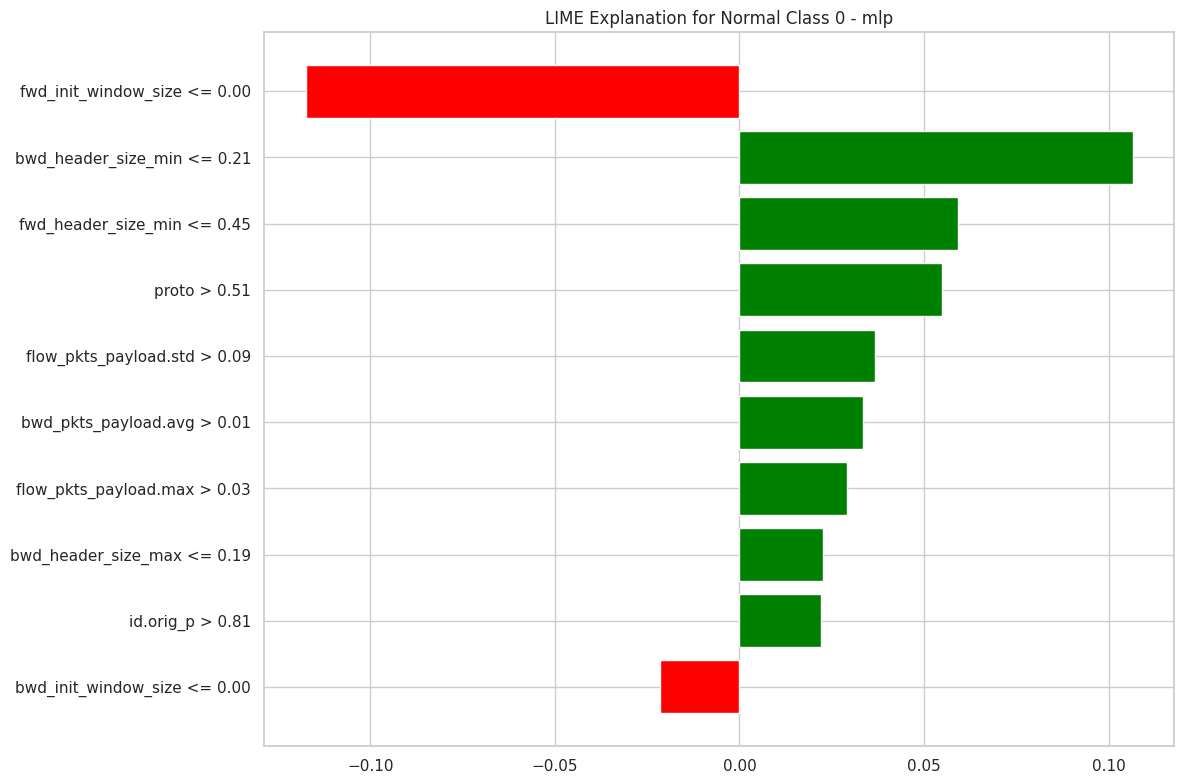 LIME Explanation for Normal Class 0 - mlp
fwd_init_window_size <= 0.00
bwd_header_size_min <= 0.21
fwd_header_size_min <= 0.45
proto > 0.51
flow_pkts_payload.std > 0.09
bwd_pkts_payload.avg > 0.01
flow_pkts_payload.max > 0.03
bwd_header_size_max <= 0.19
id.orig_p > 0.81
bwd_init_window_size <= 0.00
−0.10 −0.05 0.00 0.05 0.10